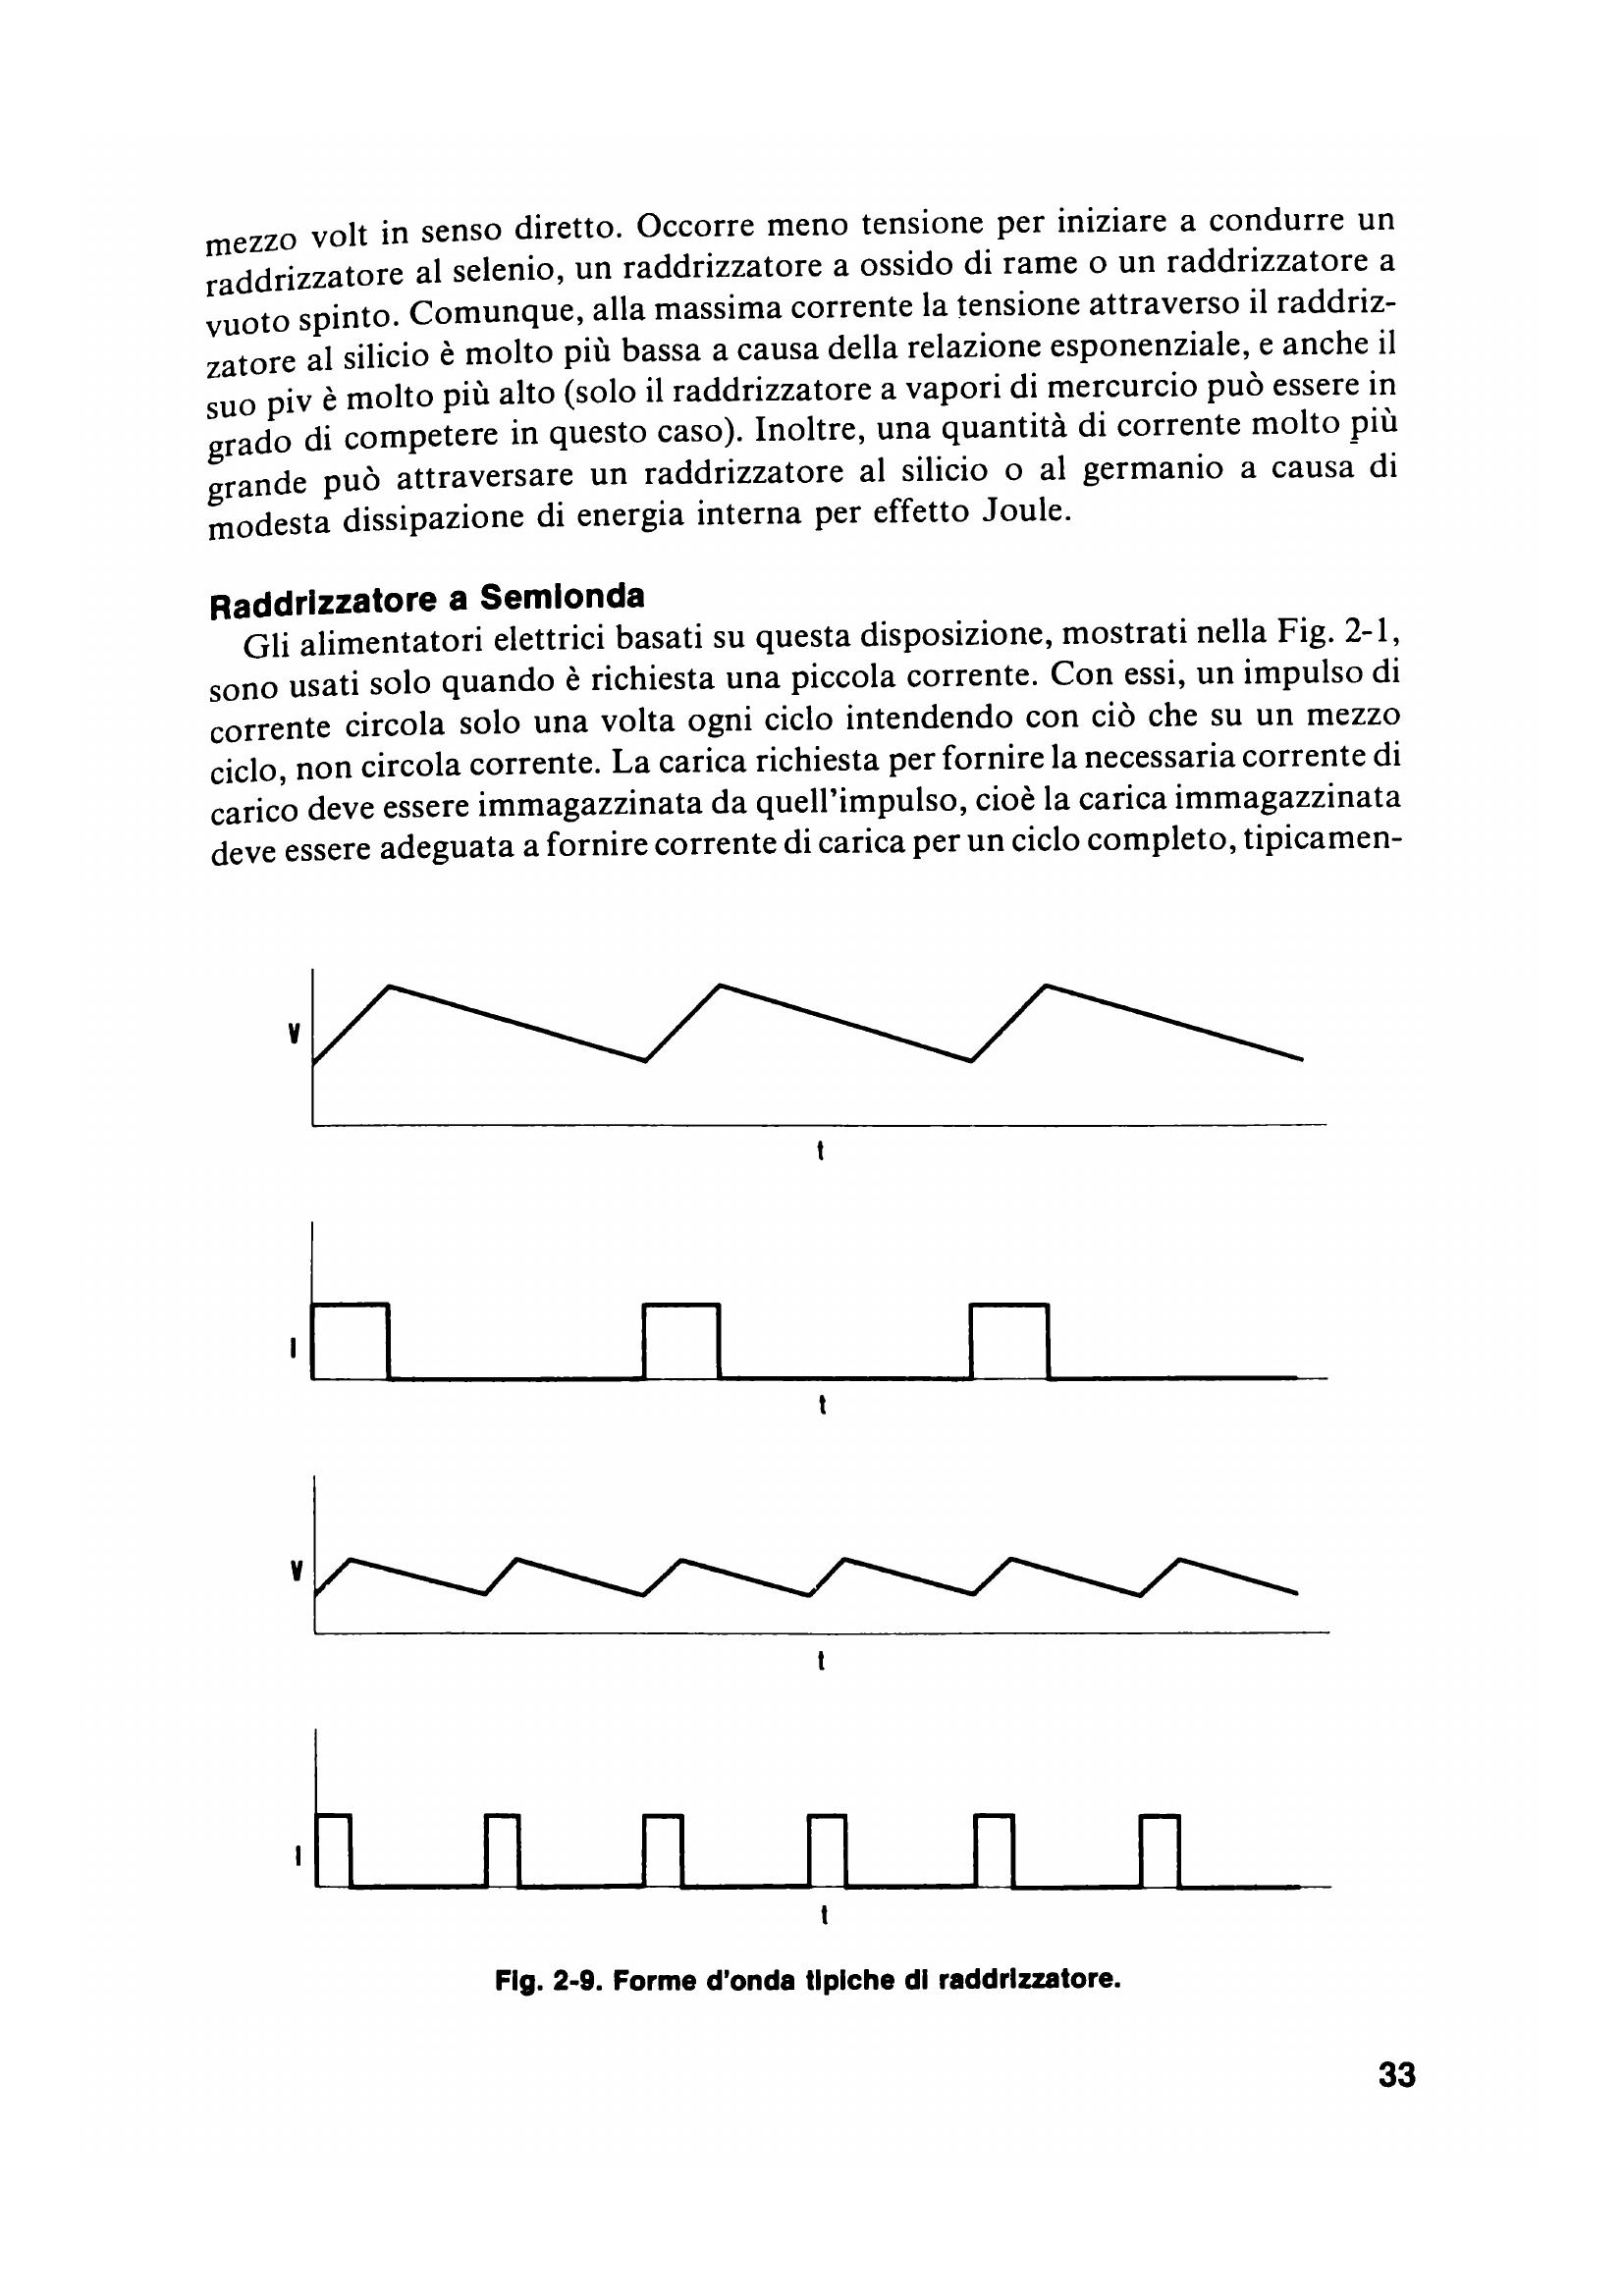 mezzo volt in senso diretto. Occorre meno tensione per iniziare a condurre un
raddrizzatore al selenio, un raddrizzatore a ossido di rame o un raddrizzatore a
vuoto spinto. Comunque, alla massima corrente la tensione attraverso il raddriz-
zatore al silicio è molto più bassa a causa della relazione esponenziale, e anche il
suo piv è molto più alto (solo il raddrizzatore a vapori di mercurcio può essere in
grado di competere in questo caso). Inoltre, una quantità di corrente molto più
grande può attraversare un raddrizzatore al silicio o al germanio a causa di
modesta dissipazione di energia interna per effetto Joule.
Raddrizzatore a Semionda
Gli alimentatori elettrici basati su questa disposizione, mostrati nella Fig. 2-1,
sono usati solo quando è richiesta una piccola corrente. Con essi, un impulso di
corrente circola solo una volta ogni ciclo intendendo con ciò che su un mezzo
ciclo, non circola corrente. La carica richiesta per fornire la necessaria corrente di
carico deve essere immagazzinata da quell'impulso, cioè la carica immagazzinata
deve essere adeguata a fornire corrente di carica per un ciclo completo, tipicamen-
V
t
I
t
V
t
I
t
Fig. 2-9. Forme d'onda tipiche di raddrizzatore.
33